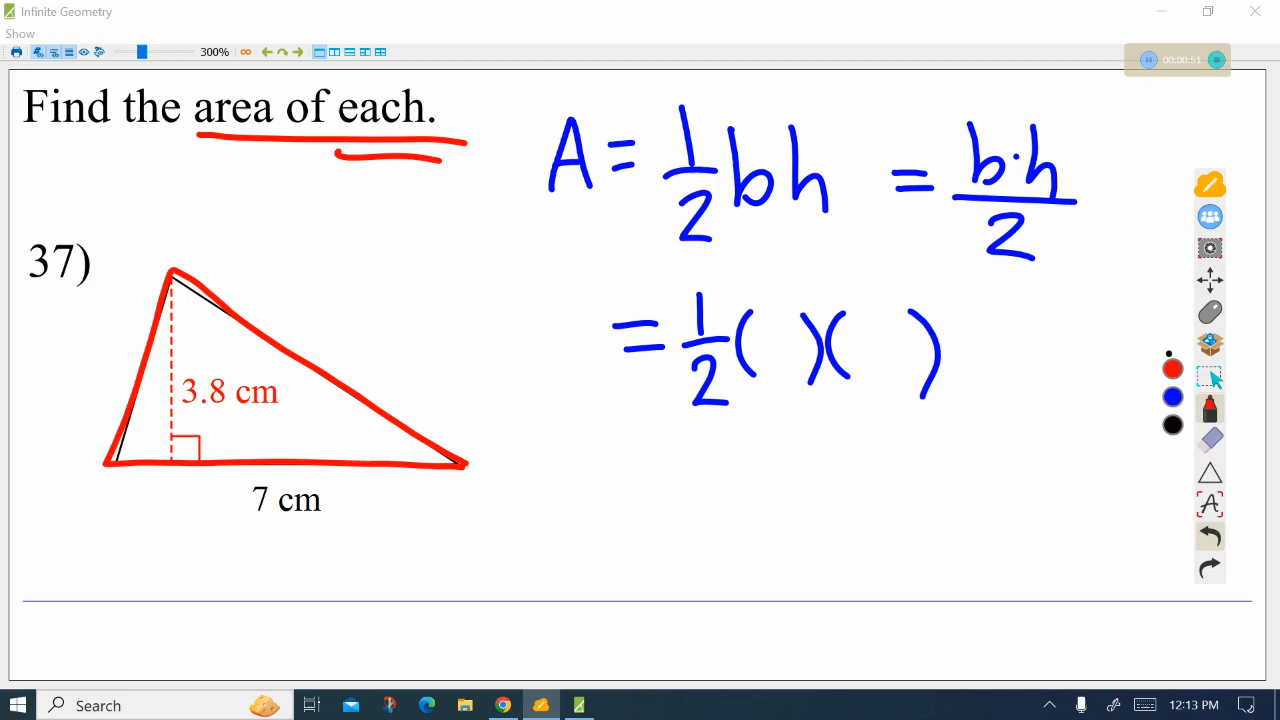 Infinite Geometry
Show
300%
00:00:51
Find the area of each.
A = 1/2 bh = b·h/2
37)
= 1/2 ( )( )
3.8 cm
7 cm
A
Search
12:13 PM